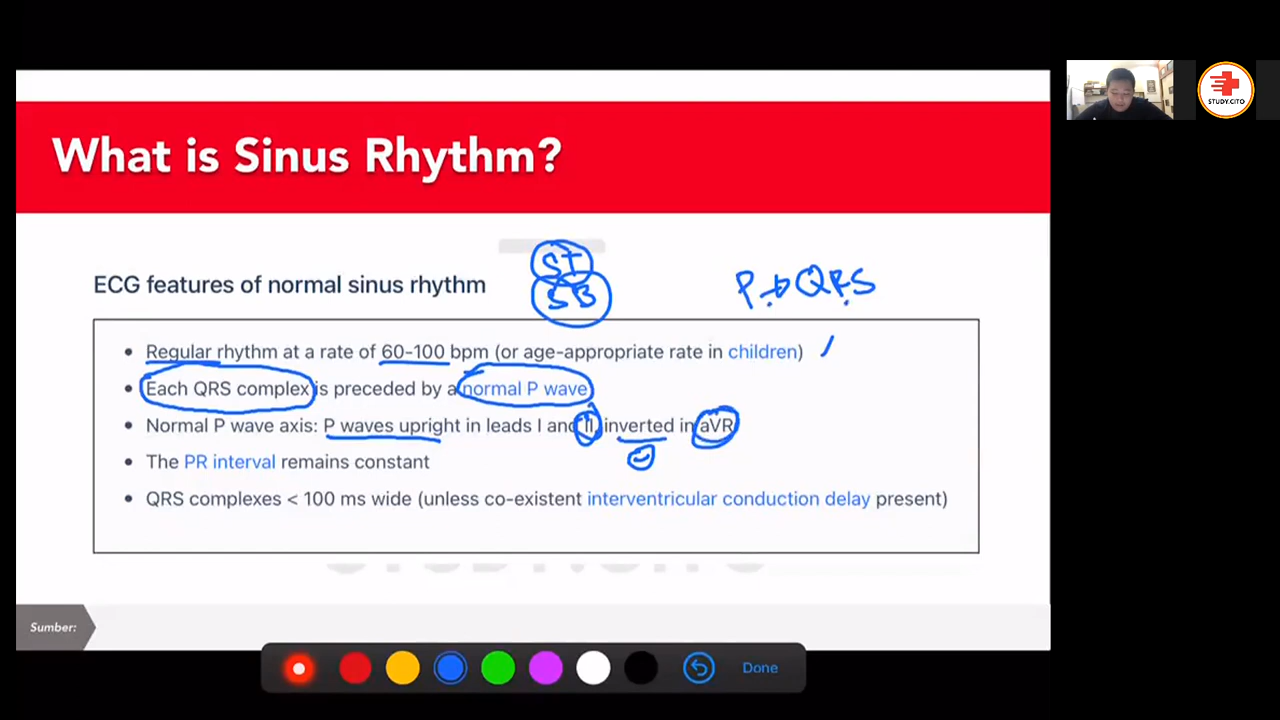 STUDY.CITO
What is Sinus Rhythm?
ST
SB
P → QRS
ECG features of normal sinus rhythm
• Regular rhythm at a rate of 60-100 bpm (or age-appropriate rate in children)
• Each QRS complex is preceded by a normal P wave
• Normal P wave axis: P waves upright in leads I and II, inverted in aVR
• The PR interval remains constant
• QRS complexes < 100 ms wide (unless co-existent interventricular conduction delay present)
Sumber:
Done